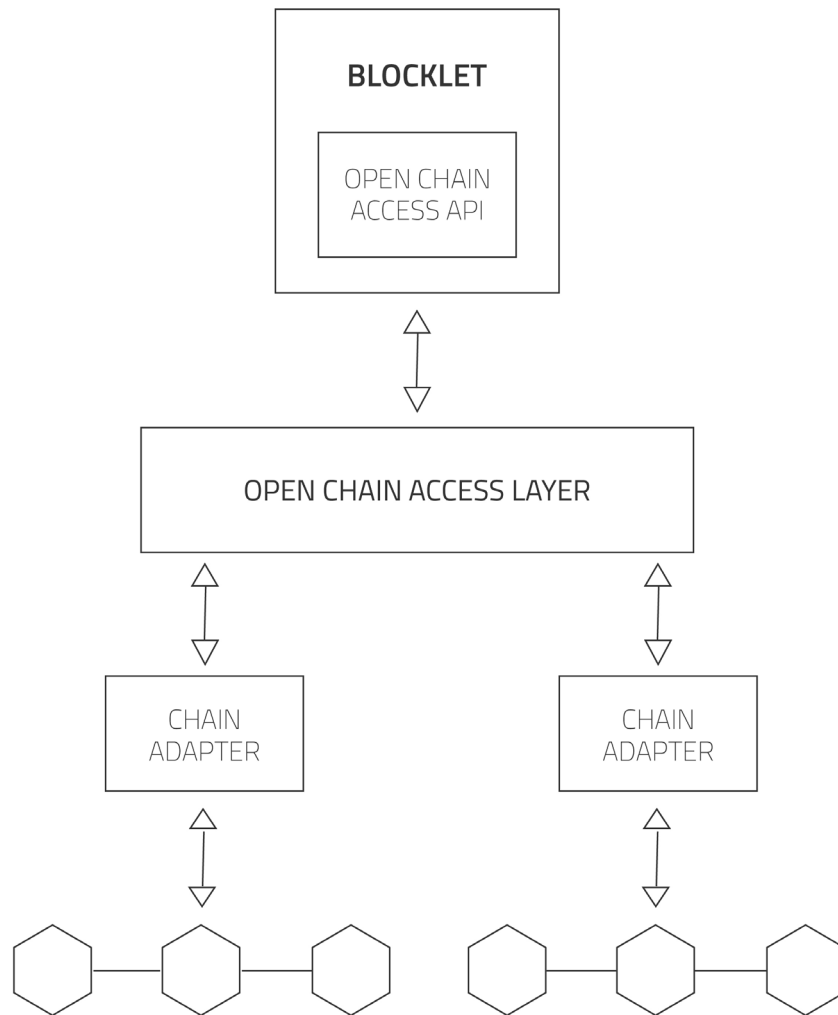 BLOCKLET
OPEN CHAIN
ACCESS API
OPEN CHAIN ACCESS LAYER
CHAIN
ADAPTER
CHAIN
ADAPTER